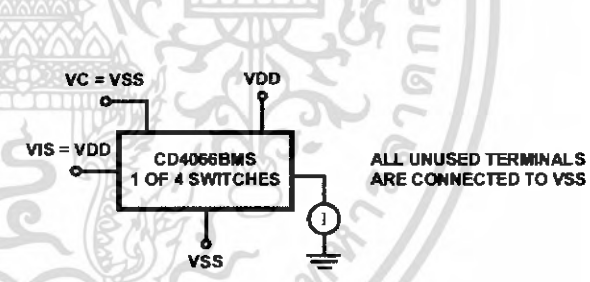 VC = VSS
VDD
VIS = VDD
CD4066BMS
1 OF 4 SWITCHES
ALL UNUSED TERMINALS
ARE CONNECTED TO VSS
I
VSS